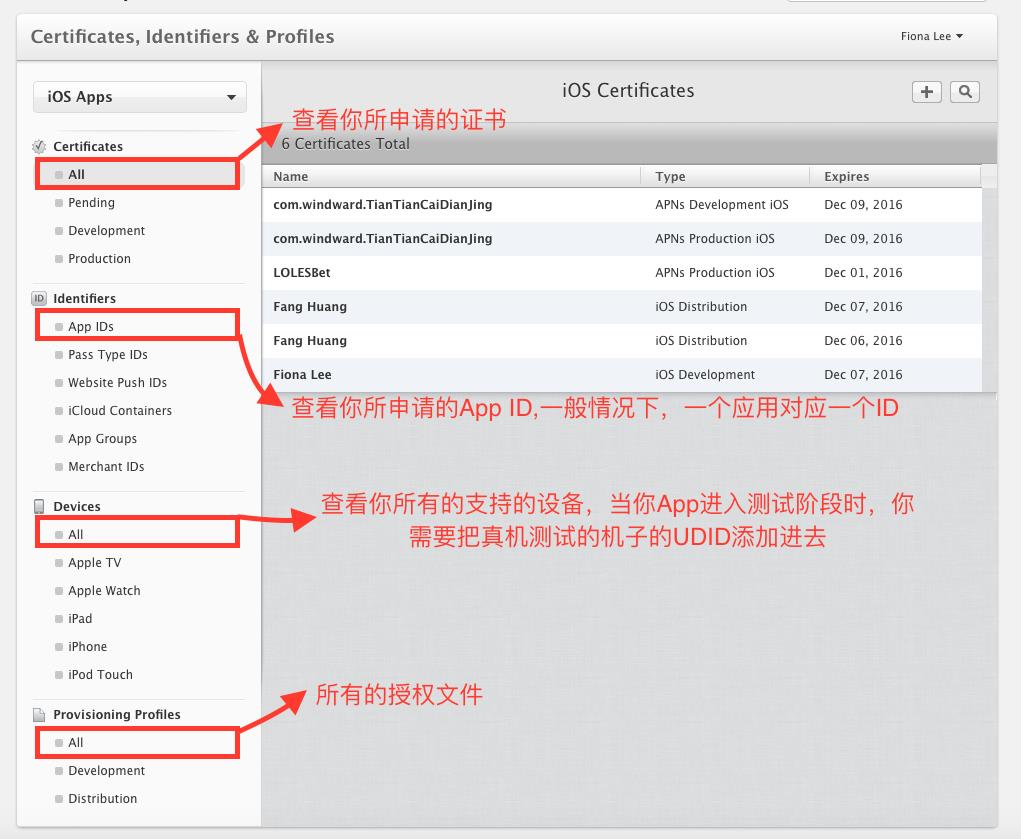 Certificates, Identifiers & Profiles
Fiona Lee
iOS Apps
iOS Certificates
查看你所申请的证书
6 Certificates Total
Certificates
All
Pending
Development
Production
Name Type Expires
com.windward.TianTianCaiDianJing APNs Development iOS Dec 09, 2016
com.windward.TianTianCaiDianJing APNs Production iOS Dec 09, 2016
LOLESBet APNs Production iOS Dec 01, 2016
Fang Huang iOS Distribution Dec 07, 2016
Fang Huang iOS Distribution Dec 06, 2016
Fiona Lee iOS Development Dec 07, 2016
ID Identifiers
App IDs
Pass Type IDs
Website Push IDs
iCloud Containers
App Groups
Merchant IDs
查看你所申请的App ID,一般情况下，一个应用对应一个ID
Devices
All
Apple TV
Apple Watch
iPad
iPhone
iPod Touch
查看你所有的支持的设备，当你App进入测试阶段时，你
需要把真机测试的机子的UDID添加进去
Provisioning Profiles
All
Development
Distribution
所有的授权文件